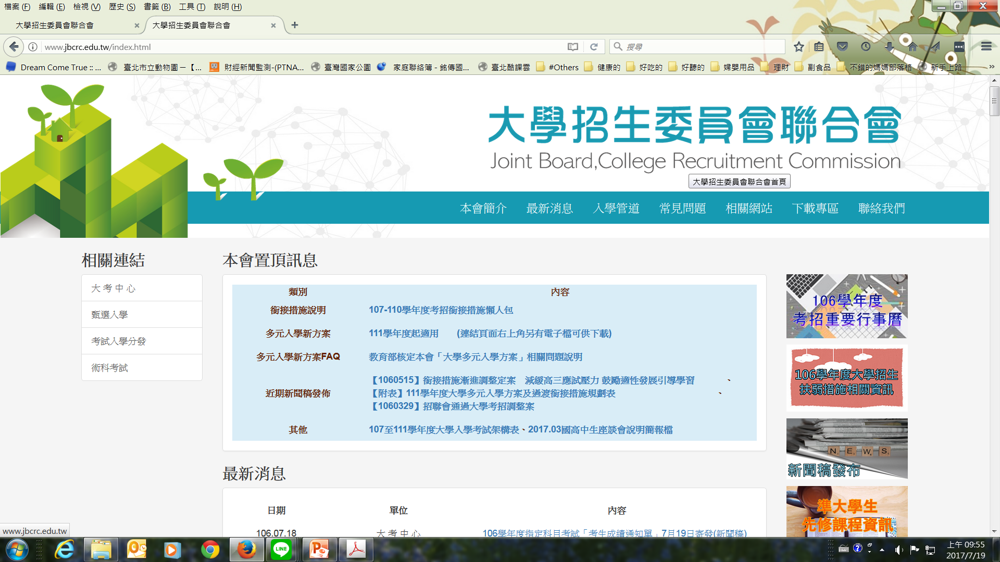 檔案 (F) 編輯 (E) 檢視 (V) 歷史 (S) 書籤 (B) 工具 (T) 說明 (H)
大學招生委員會聯合會
大學招生委員會聯合會
www.jbcrc.edu.tw/index.html
搜尋
Dream Come True :: ...
臺北市立動物園－【...
財經新聞監測-(PTNA...
臺灣國家公園
家庭聯絡簿 - 銘傳國...
臺北酷課雲
#Others
健康的
好吃的
好聽的
婦嬰用品
理財
副食品
不錯的媽媽部落格
新手上路
大學招生委員會聯合會
Joint Board,College Recruitment Commission
大學招生委員會聯合會首頁
本會簡介 最新消息 入學管道 常見問題 相關網站 下載專區 聯絡我們
相關連結
大 考 中 心
甄選入學
考試入學分發
術科考試
本會置頂訊息
類別 內容
銜接措施說明 107-110學年度考招銜接措施懶人包
多元入學新方案 111學年度起適用 (連結頁面右上角另有電子檔可供下載)
多元入學新方案FAQ 教育部核定本會「大學多元入學方案」相關問題說明
近期新聞稿發佈
【1060515】銜接措施漸進調整定案 減緩高三應試壓力 鼓勵適性發展引導學習 、
【附表】111學年度大學多元入學方案及過渡銜接措施規劃表 、
【1060329】招聯會通過大學考招調整案
其他 107至111學年度大學入學考試架構表、2017.03國高中生座談會說明簡報檔
最新消息
日期 單位 內容
106.07.18 大 考 中 心 106學年度指定科目考試「考生成績通知單」7月19日寄發(新聞稿)
106學年度
考招重要行事曆
106學年度大學招生
扶弱措施相關資訊
N E W S
新聞稿發布
準大學生
先修課程資訊
www.jbcrc.edu.tw
LINE
上午 09:55
2017/7/19